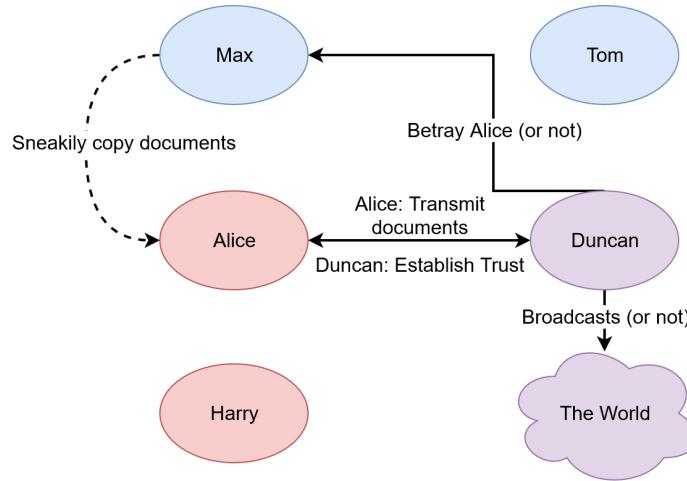 Max
Tom
Betray Alice (or not)
Sneakily copy documents
Alice: Transmit
documents
Alice
Duncan
Duncan: Establish Trust
Broadcasts (or not)
Harry
The World